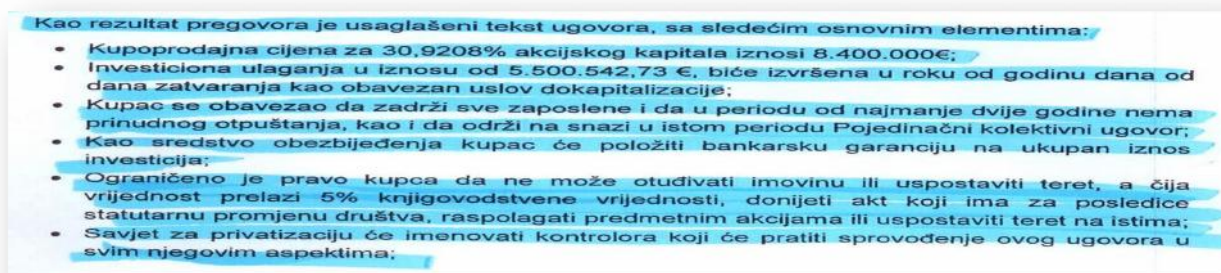 Kao rezultat pregovora je usaglašeni tekst ugovora, sa sledećim osnovnim elementima:
• Kupoprodajna cijena za 30,9208% akcijskog kapitala iznosi 8.400.000€;
• Investiciona ulaganja u iznosu od 5.500.542,73 €, biće izvršena u roku od godinu dana od
dana zatvaranja kao obavezan uslov dokapitalizacije;
• Kupac se obavezao da zadrži sve zaposlene i da u periodu od najmanje dvije godine nema
prinudnog otpuštanja, kao i da održi na snazi u istom periodu Pojedinačni kolektivni ugovor;
• Kao sredstvo obezbijeđenja kupac će položiti bankarsku garanciju na ukupan iznos
investicija;
• Ograničeno je pravo kupca da ne može otuđivati imovinu ili uspostaviti teret, a čija
vrijednost prelazi 5% knjigovodstvene vrijednosti, donijeti akt koji ima za posledice
statutarnu promjenu društva, raspolagati predmetnim akcijama ili uspostaviti teret na istima;
• Savjet za privatizaciju će imenovati kontrolora koji će pratiti sprovođenje ovog ugovora u
svim njegovim aspektima;